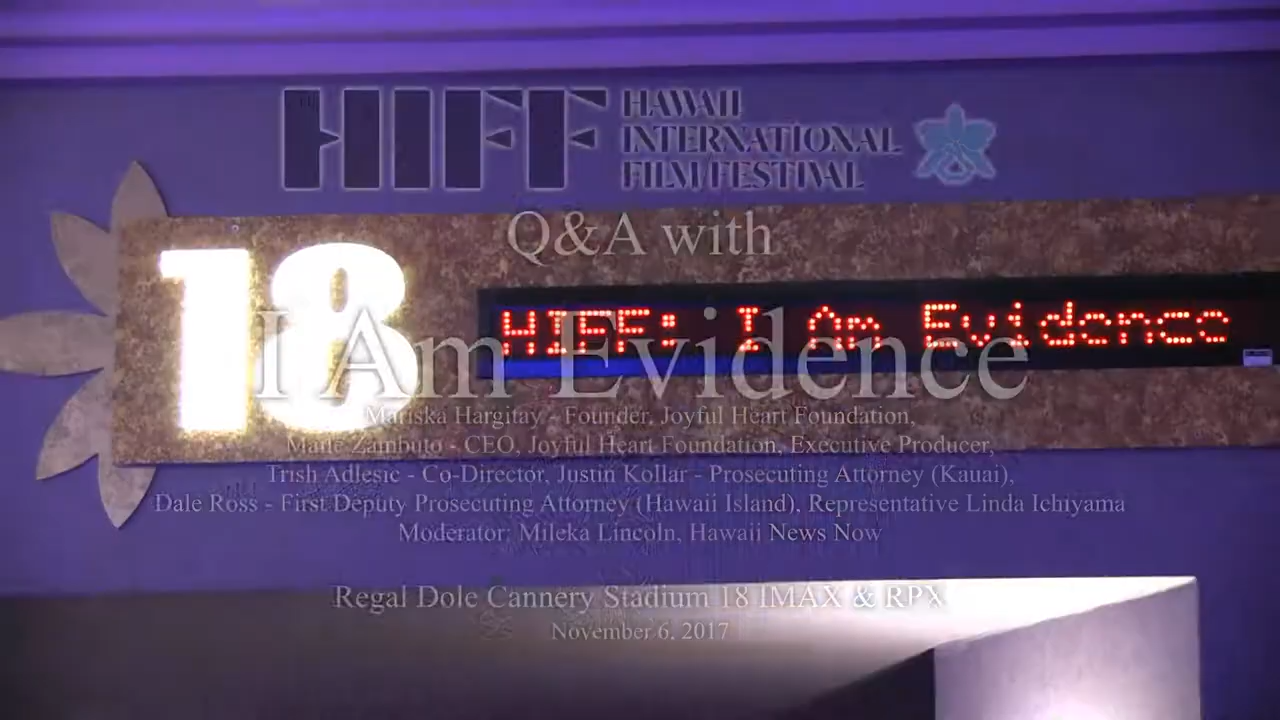 HIFF HAWAII
INTERNATIONAL
FILM FESTIVAL
Q&A with
18
HIFF: I Am Evidence
I Am Evidence
Mariska Hargitay - Founder, Joyful Heart Foundation,
Maile Zambuto - CEO, Joyful Heart Foundation, Executive Producer,
Trish Adlesic - Co-Director, Justin Kollar - Prosecuting Attorney (Kauai),
Dale Ross - First Deputy Prosecuting Attorney (Hawaii Island), Representative Linda Ichiyama
Moderator: Mileka Lincoln, Hawaii News Now
Regal Dole Cannery Stadium 18 IMAX & RPX
November 6, 2017